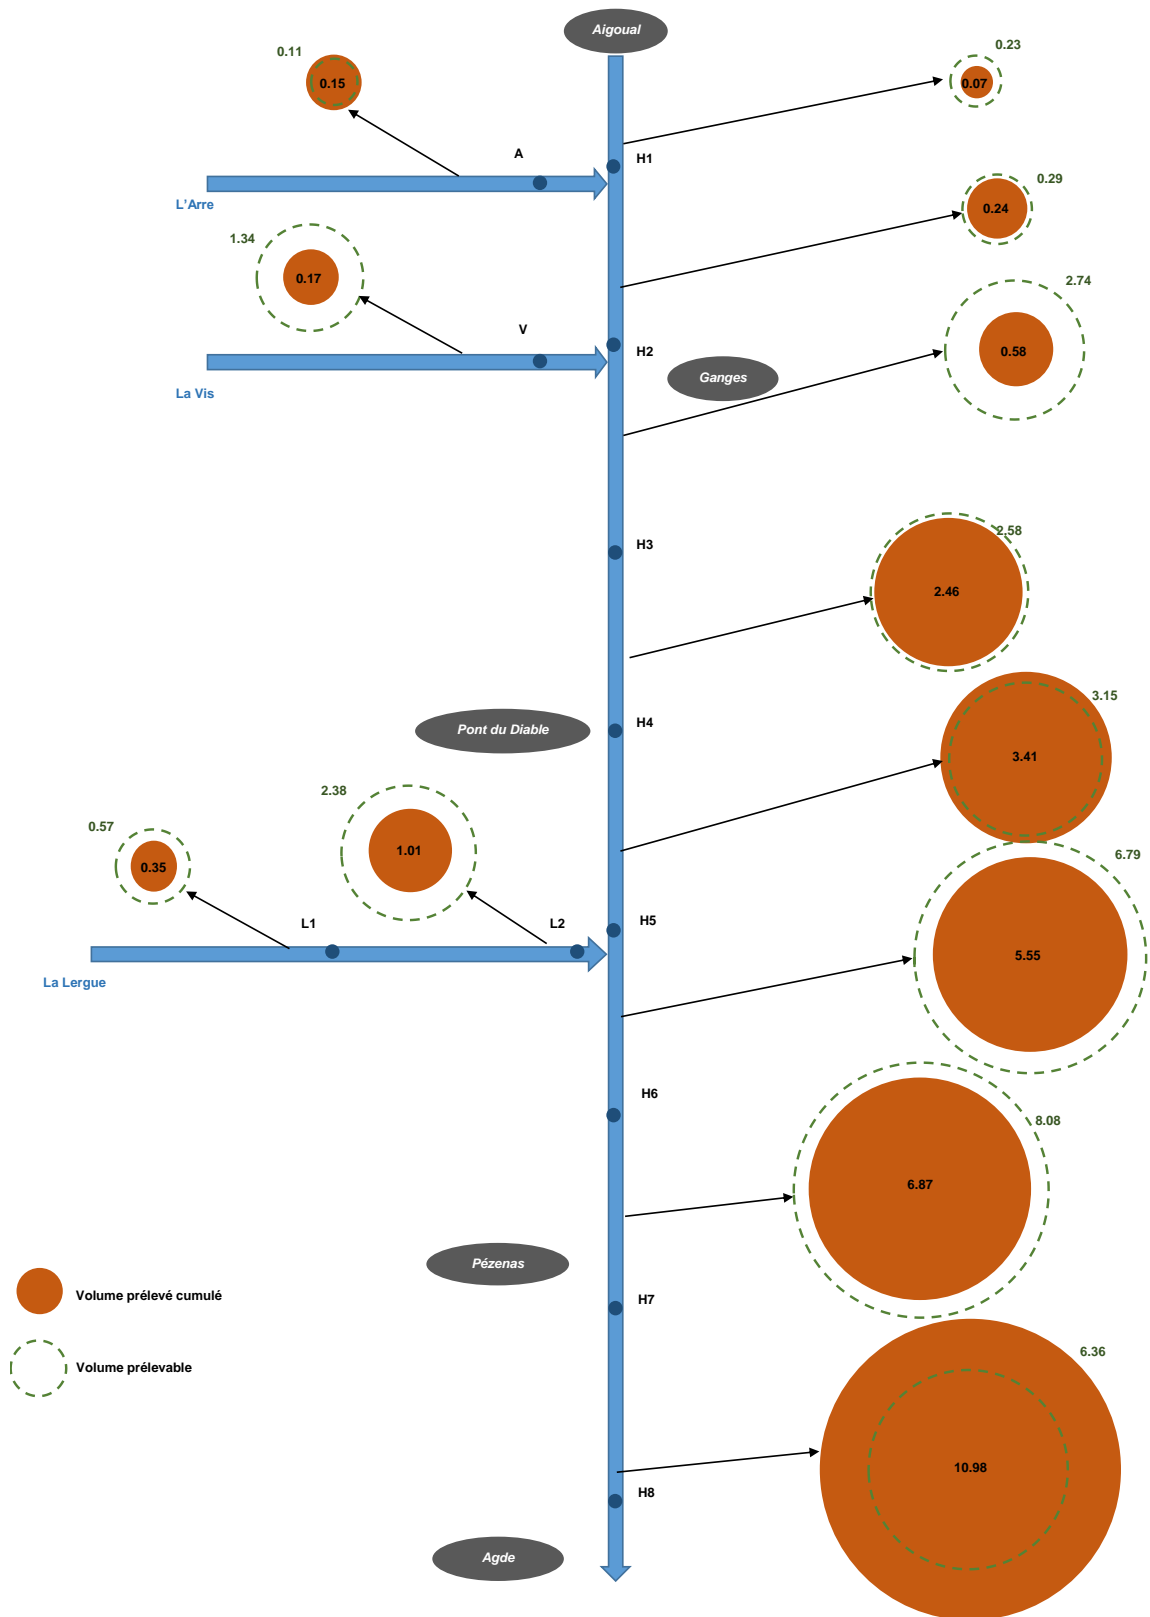 Aigoual
0.11
0.15
0.23
0.07
A
H1
L'Arre
0.29
0.24
1.34
0.17
V
H2
La Vis
Ganges
2.74
0.58
H3
2.58
2.46
Pont du Diable
H4
3.15
3.41
0.57
0.35
2.38
1.01
L1
L2
H5
La Lergue
6.79
5.55
H6
8.08
6.87
Pézenas
H7
Volume prélevé cumulé
Volume prélevable
6.36
10.98
H8
Agde